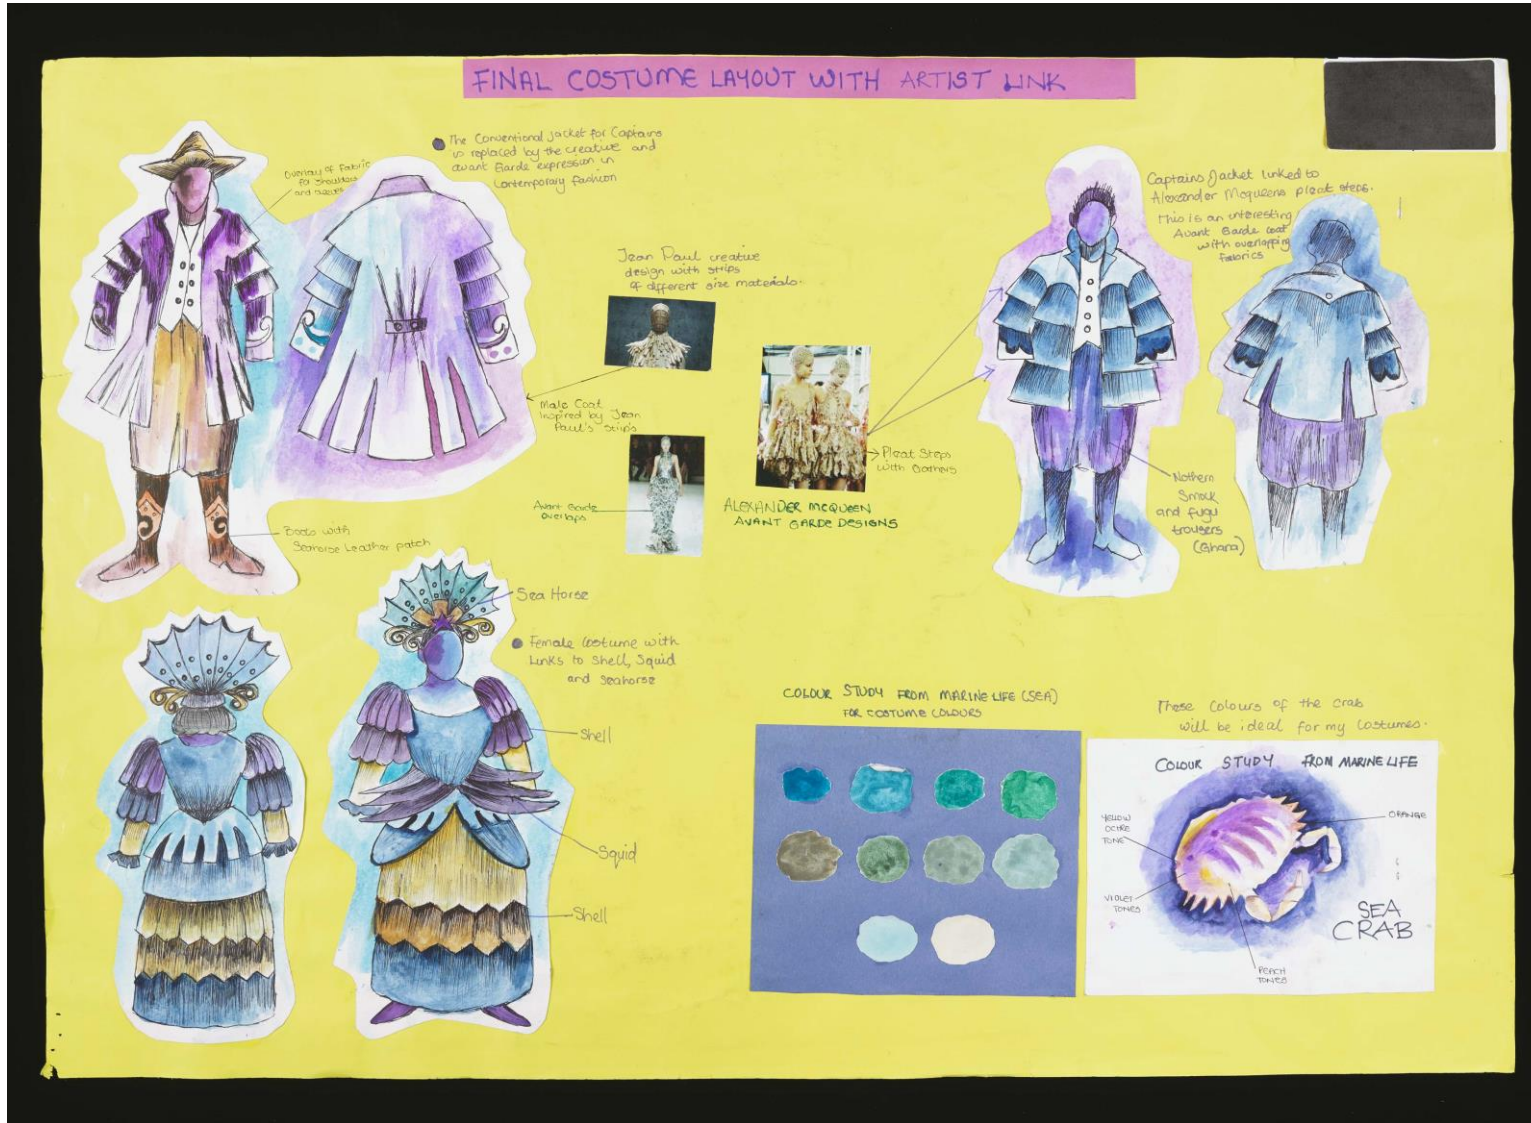 FINAL COSTUME LAYOUT WITH ARTIST LINK
The Conventional jacket for Captains
is replaced by the creative and
avant Garde expression in
Contemporary fashion
Overlay of Fabric
for shoulders
and sleeves
Jean Paul creative
design with strips
of different size materials.
Male Coat
Inspired by Jean
Paul's strips
Avant Garde
overlaps
ALEXANDER MCQUEEN
AVANT GARDE DESIGNS
Pleat Steps
with Gathers
Captains Jacket linked to
Alexander Mcqueens pleat steps.
This is an interesting
Avant Garde coat
with overlapping
fabrics
Nothern
Smock
and fugu
trousers
(Ghana)
Boots with
Seahorse Leather patch
Sea Horse
Female Costume with
Links to Shell, Squid
and Seahorse
Shell
Squid
Shell
COLOUR STUDY FROM MARINE LIFE (SEA)
FOR COSTUME COLOURS
These Colours of the crab
will be ideal for my Costumes.
COLOUR STUDY FROM MARINE LIFE
YELLOW
OCTRE
TONE
ORANGE
VIOLET
TONES
PEACH
TONES
SEA
CRAB